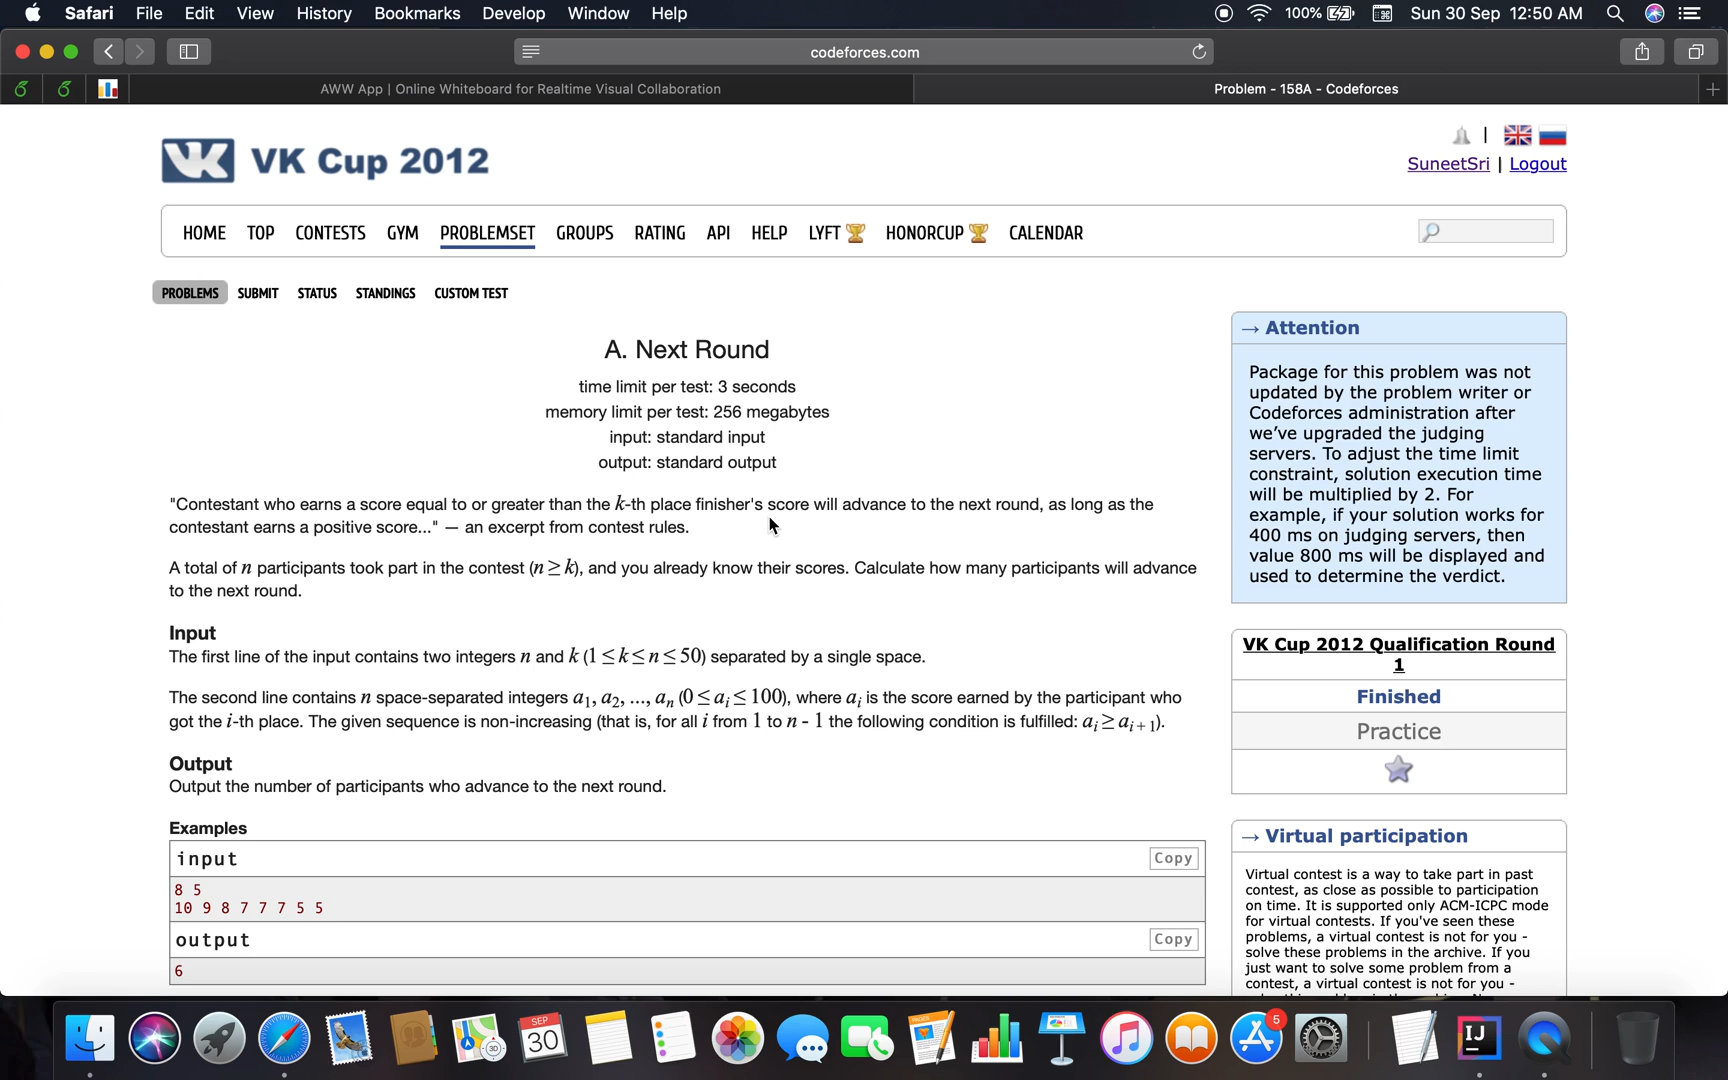 Safari File Edit View History Bookmarks Develop Window Help 100% Sun 30 Sep 12:50 AM
codeforces.com
AWW App | Online Whiteboard for Realtime Visual Collaboration Problem - 158A - Codeforces
VK Cup 2012
SuneetSri | Logout
HOME TOP CONTESTS GYM PROBLEMSET GROUPS RATING API HELP LYFT HONORCUP CALENDAR
PROBLEMS SUBMIT STATUS STANDINGS CUSTOM TEST
A. Next Round
time limit per test: 3 seconds
memory limit per test: 256 megabytes
input: standard input
output: standard output
"Contestant who earns a score equal to or greater than the k-th place finisher's score will advance to the next round, as long as the
contestant earns a positive score..." — an excerpt from contest rules.
A total of n participants took part in the contest (n ≥ k), and you already know their scores. Calculate how many participants will advance
to the next round.
Input
The first line of the input contains two integers n and k (1 ≤ k ≤ n ≤ 50) separated by a single space.
The second line contains n space-separated integers a1, a2, ..., an (0 ≤ ai ≤ 100), where ai is the score earned by the participant who
got the i-th place. The given sequence is non-increasing (that is, for all i from 1 to n - 1 the following condition is fulfilled: ai ≥ ai + 1).
Output
Output the number of participants who advance to the next round.
Examples
input Copy
8 5
10 9 8 7 7 7 5 5
output Copy
6
→ Attention
Package for this problem was not
updated by the problem writer or
Codeforces administration after
we've upgraded the judging
servers. To adjust the time limit
constraint, solution execution time
will be multiplied by 2. For
example, if your solution works for
400 ms on judging servers, then
value 800 ms will be displayed and
used to determine the verdict.
VK Cup 2012 Qualification Round
1
Finished
Practice
→ Virtual participation
Virtual contest is a way to take part in past
contest, as close as possible to participation
on time. It is supported only ACM-ICPC mode
for virtual contests. If you've seen these
problems, a virtual contest is not for you -
solve these problems in the archive. If you
just want to solve some problem from a
contest, a virtual contest is not for you -
3D
SEP
30
PAGES
5
IJ